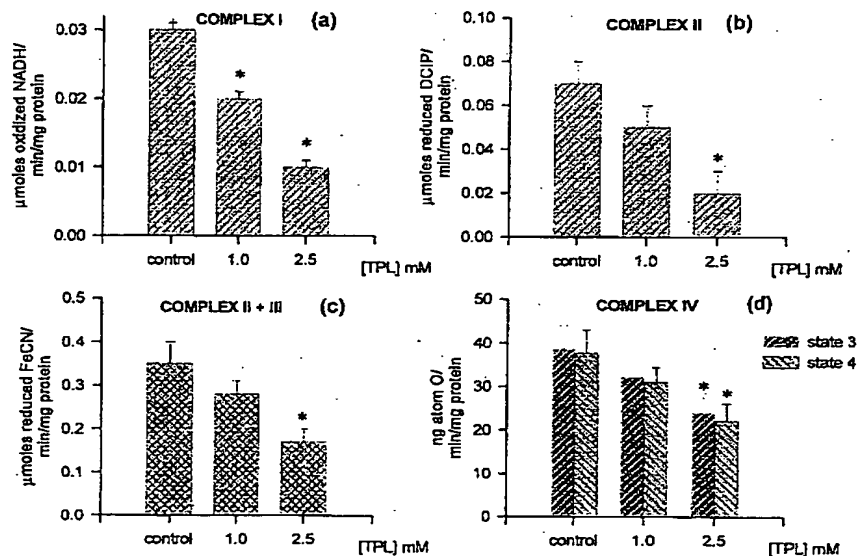 COMPLEX I (a)
µmoles oxidized NADH/
min/mg protein
0.03
0.02
0.01
0.00
*
*
control 1.0 2.5 [TPL] mM
COMPLEX II (b)
µmoles reduced DCIP/
min/mg protein
0.10
0.08
0.06
0.04
0.02
0.00
*
control 1.0 2.5 [TPL] mM
COMPLEX II + III (c)
µmoles reduced FeCN/
min/mg protein
0.5
0.4
0.3
0.2
0.1
0.0
*
control 1.0 2.5 [TPL] mM
COMPLEX IV (d)
state 3
state 4
ng atom O/
min/mg protein
50
40
30
20
10
0
* *
control 1.0 2.5 [TPL] mM